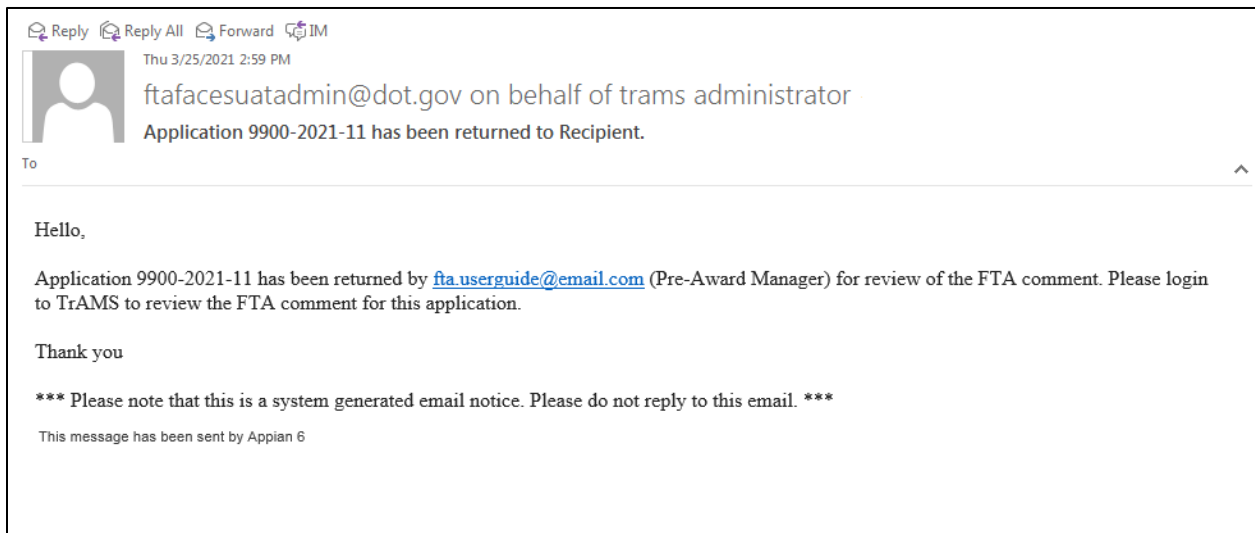 Reply Reply All Forward IM
Thu 3/25/2021 2:59 PM
ftafacesuatadmin@dot.gov on behalf of trams administrator
Application 9900-2021-11 has been returned to Recipient.
To
Hello,
Application 9900-2021-11 has been returned by fta.userguide@email.com (Pre-Award Manager) for review of the FTA comment. Please login
to TrAMS to review the FTA comment for this application.
Thank you
*** Please note that this is a system generated email notice. Please do not reply to this email. ***
This message has been sent by Appian 6